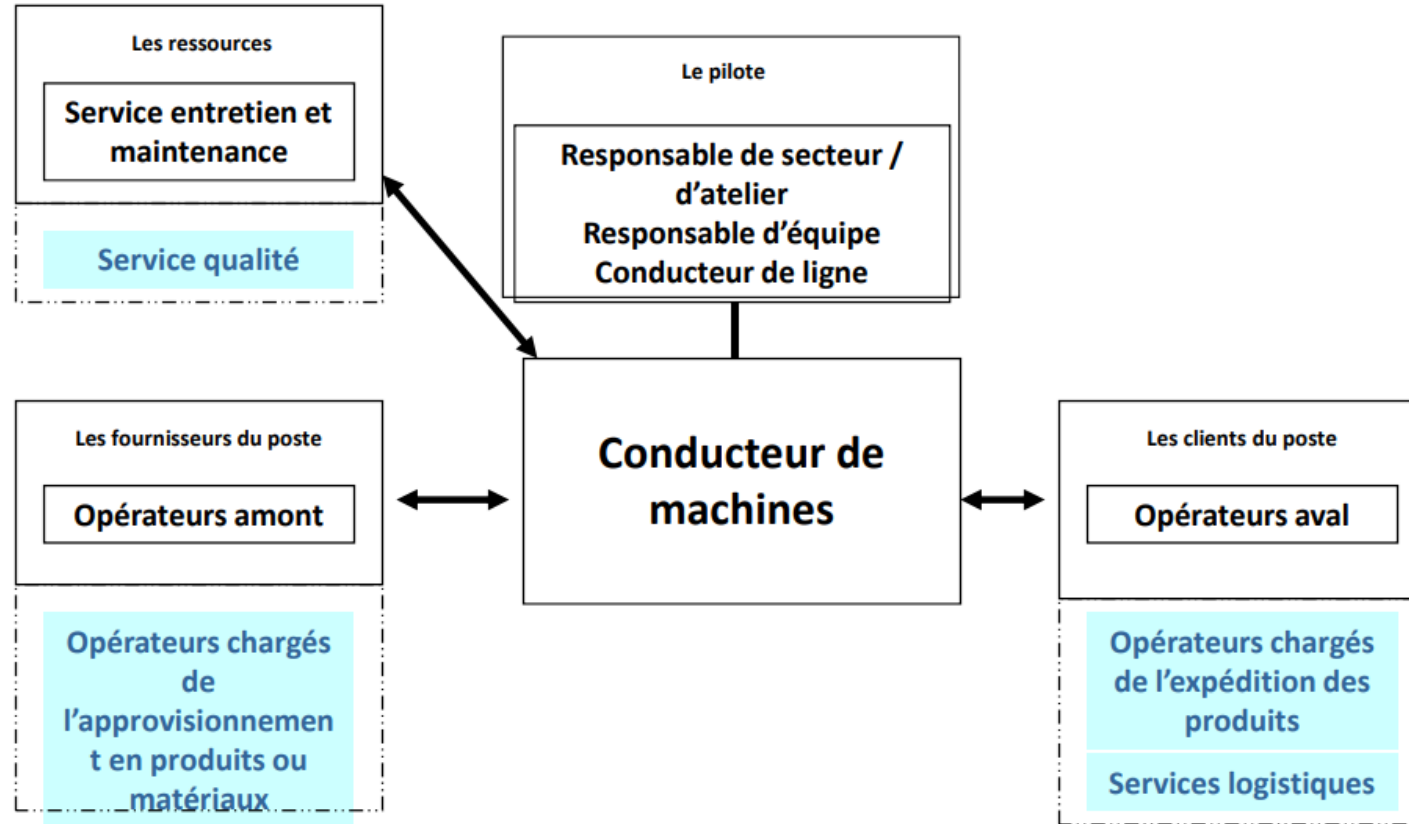 Les ressources
Service entretien et
maintenance
Service qualité
Le pilote
Responsable de secteur /
d’atelier
Responsable d’équipe
Conducteur de ligne
Les fournisseurs du poste
Opérateurs amont
Opérateurs chargés
de
l’approvisionnemen
t en produits ou
matériaux
Conducteur de
machines
Les clients du poste
Opérateurs aval
Opérateurs chargés
de l’expédition des
produits
Services logistiques